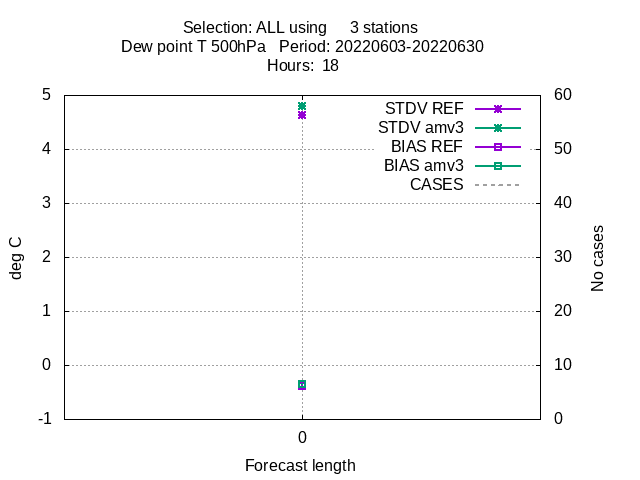 Selection: ALL using     3 stations
Dew point T 500hPa   Period: 20220603-20220630
Hours:  18
5
4
3
2
1
0
-1
60
50
40
30
20
10
0
STDV REF
STDV amv3
BIAS REF
BIAS amv3
CASES
deg C
No cases
0
Forecast length